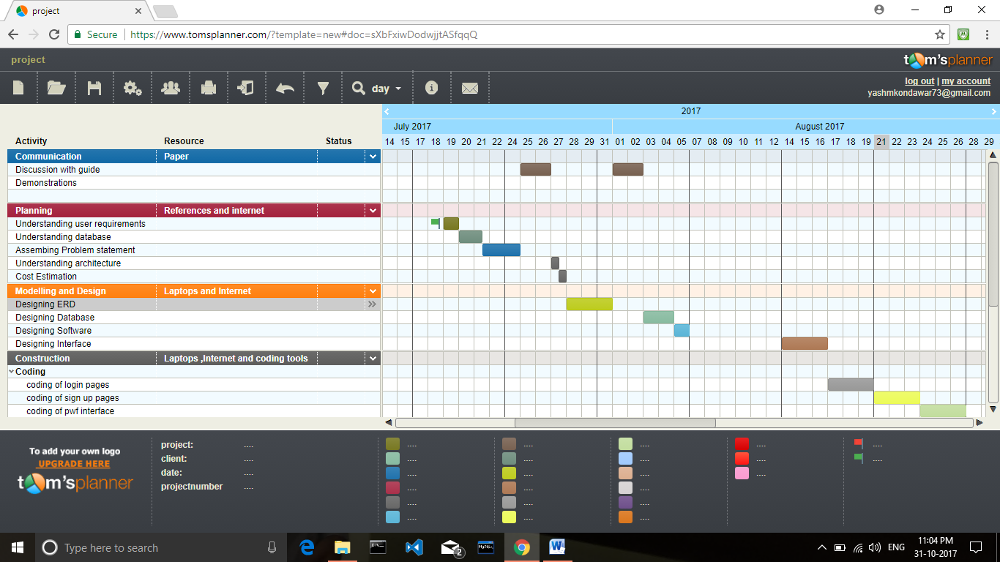 project
Secure | https://www.tomsplanner.com/?template=new#doc=sXbFxiwDodwjjtASfqqQ
project
tom'splanner
day
log out | my account
yashmkondawar73@gmail.com
2017
July 2017 August 2017
Activity Resource Status 14 15 17 18 19 20 21 22 24 25 26 27 28 29 31 01 02 03 04 05 07 08 09 10 11 12 14 15 16 17 18 19 21 22 23 24 25 26 28 29
Communication Paper
Discussion with guide
Demonstrations
Planning References and internet
Understanding user requirements
Understanding database
Assembing Problem statement
Understanding architecture
Cost Estimation
Modelling and Design Laptops and Internet
Designing ERD
Designing Database
Designing Software
Designing Interface
Construction Laptops ,Internet and coding tools
Coding
coding of login pages
coding of sign up pages
coding of pwf interface
To add your own logo
UPGRADE HERE
tom'splanner
project: ....
client: ....
date: ....
projectnumber ....
.... .... .... .... ....
.... .... .... .... ....
.... .... .... ....
.... .... ....
.... .... ....
.... .... ....
Type here to search
2
MySQL
ENG
11:04 PM
31-10-2017